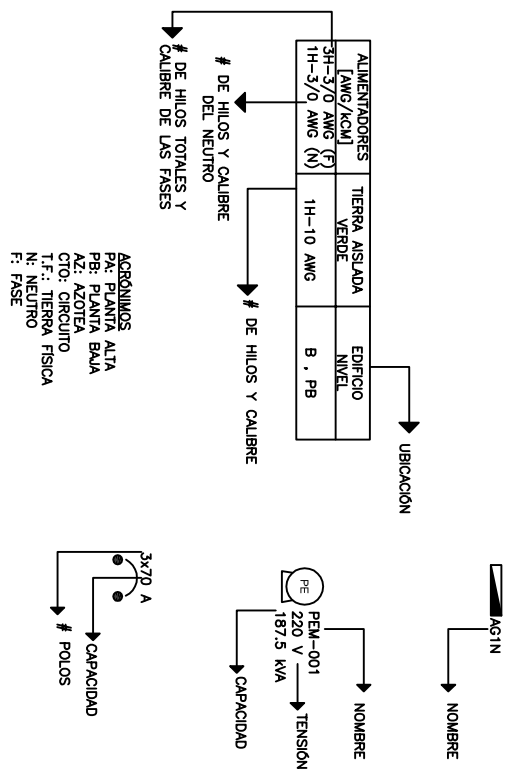 ALIMENTADORES
[AWG/kCM]
TIERRA AISLADA
VERDE
EDIFICIO
NIVEL
3H-3/0 AWG (F)
1H-3/0 AWG (N)
1H-10 AWG
B , PB
UBICACIÓN
# DE HILOS Y CALIBRE
DEL NEUTRO
# DE HILOS TOTALES Y
CALIBRE DE LAS FASES
# DE HILOS Y CALIBRE
ACRÓNIMOS
PA: PLANTA ALTA
PB: PLANTA BAJA
AZ: AZOTEA
CTO: CIRCUITO
T.F.: TIERRA FÍSICA
N: NEUTRO
F: FASE
AG1N
NOMBRE
PE
PEM-001
220 V
187.5 kVA
NOMBRE
TENSIÓN
CAPACIDAD
3x70 A
CAPACIDAD
# POLOS